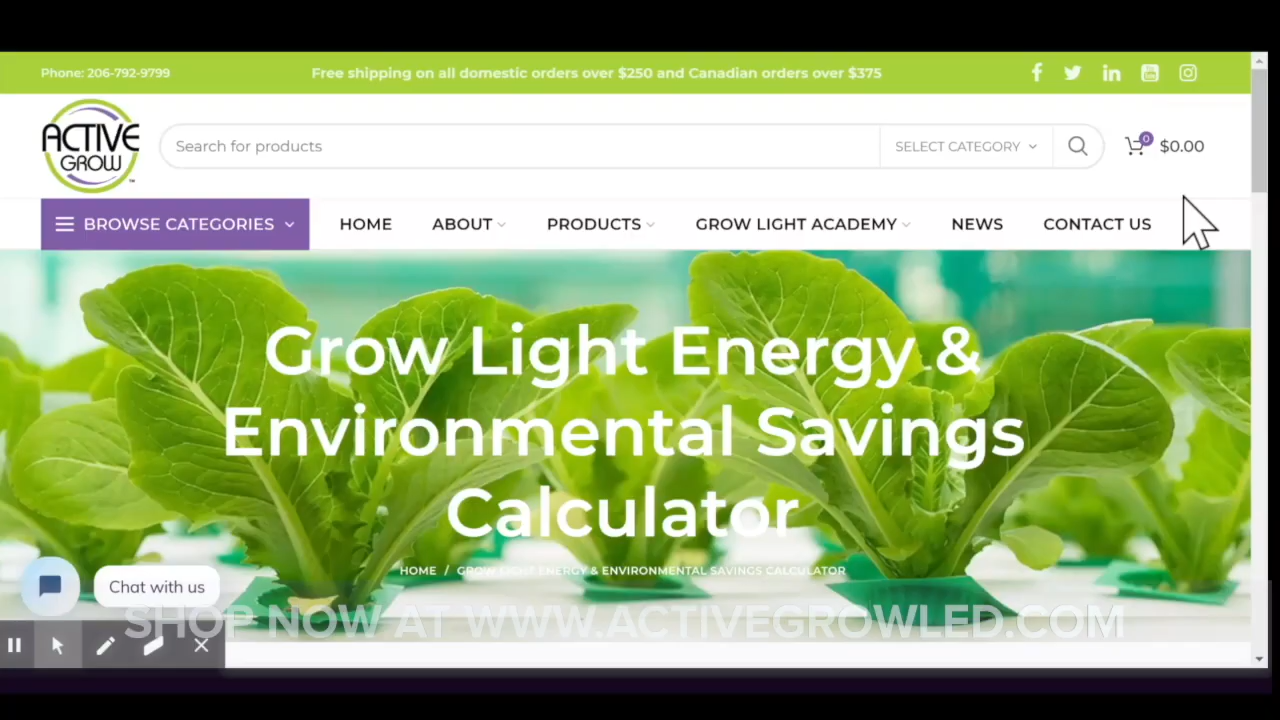 Phone: 206-792-9799
Free shipping on all domestic orders over $250 and Canadian orders over $375
ACTIVE
GROW
Search for products
SELECT CATEGORY
0
$0.00
BROWSE CATEGORIES
HOME
ABOUT
PRODUCTS
GROW LIGHT ACADEMY
NEWS
CONTACT US
Grow Light Energy &
Environmental Savings
Calculator
HOME / GROW LIGHT ENERGY & ENVIRONMENTAL SAVINGS CALCULATOR
Chat with us
SHOP NOW AT WWW.ACTIVEGROWLED.COM